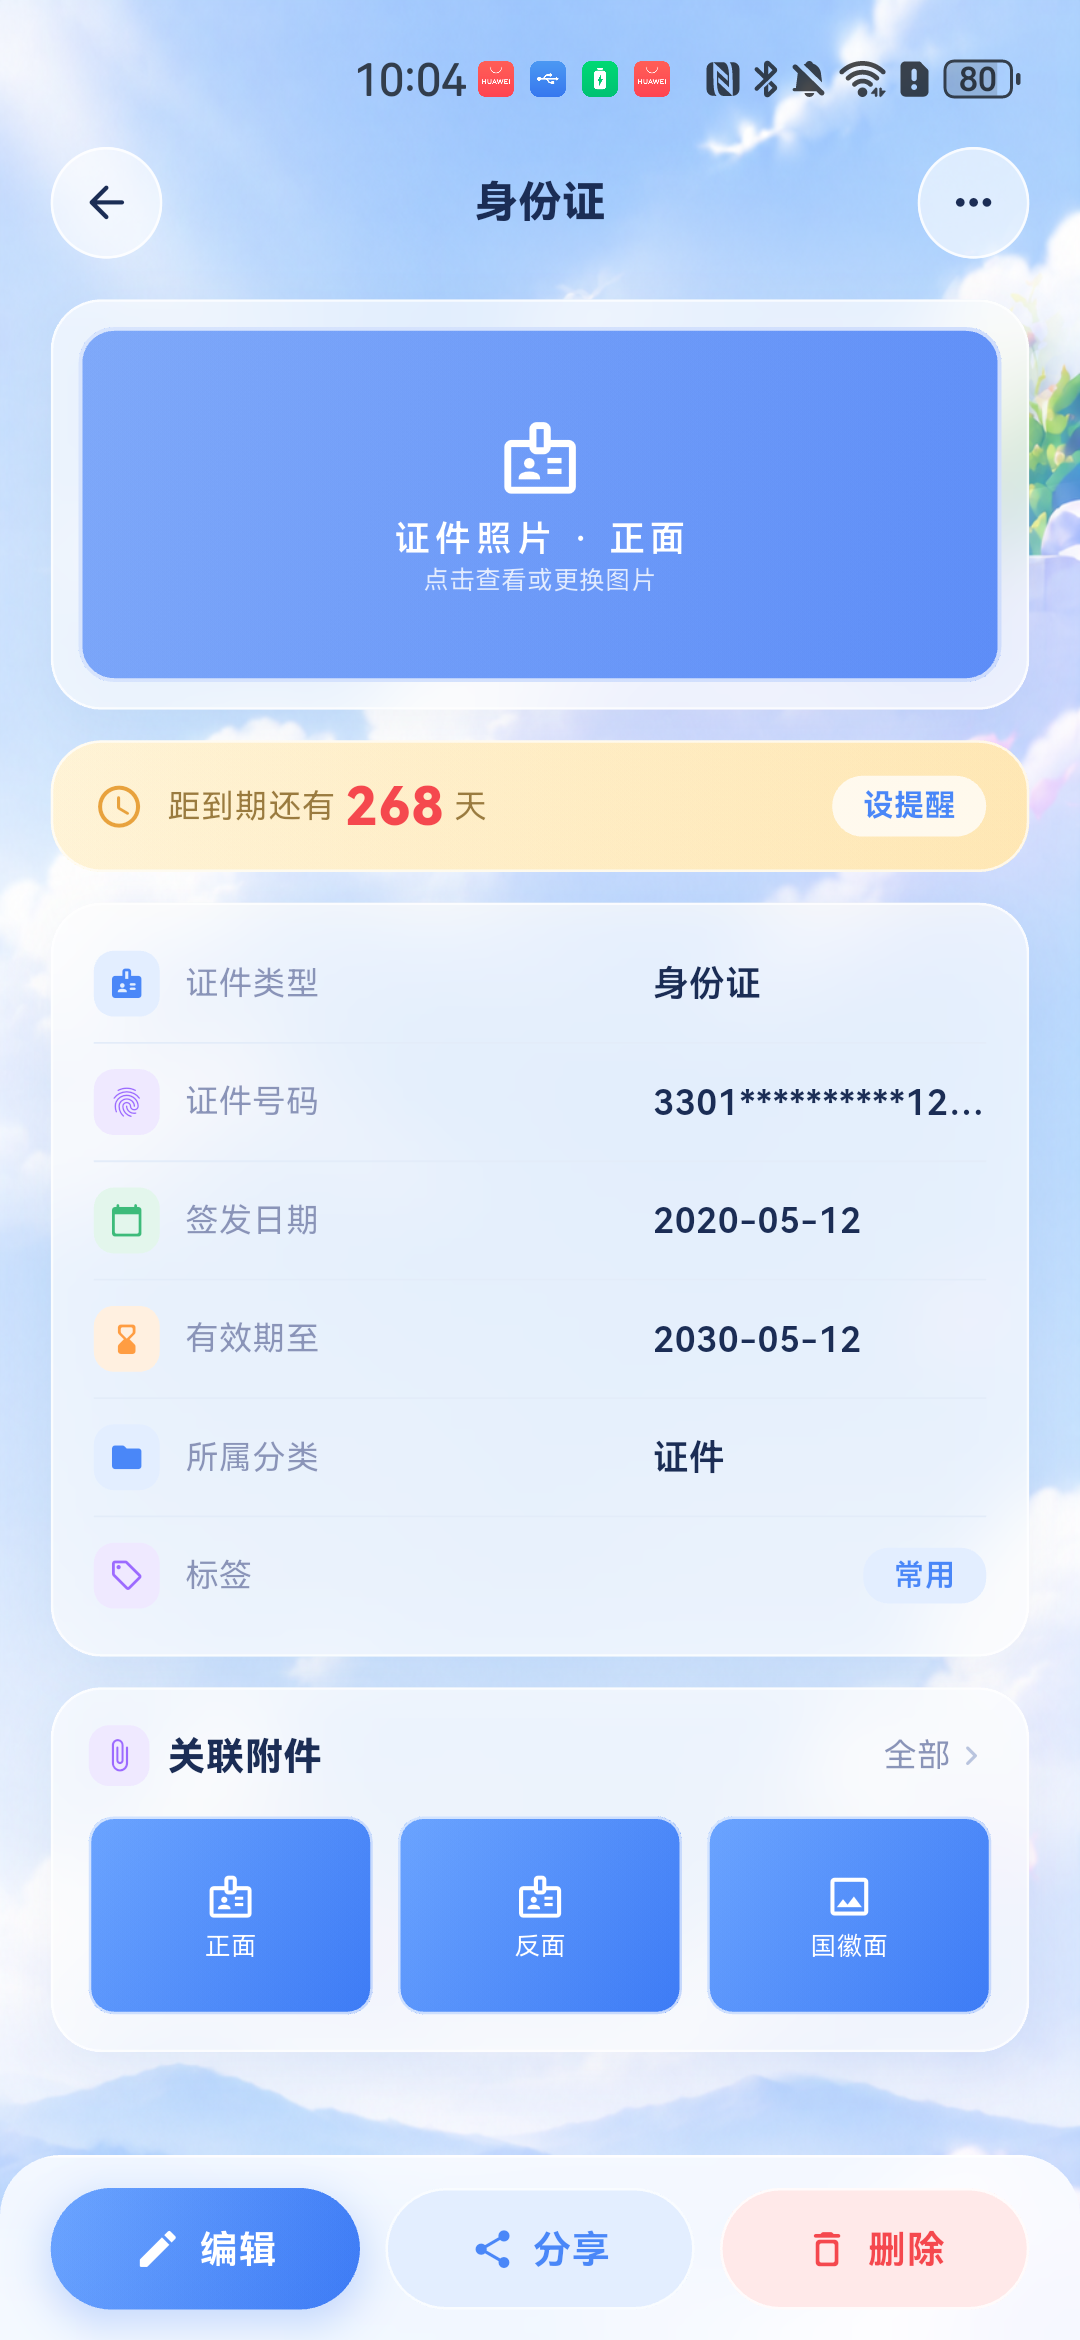 10:04 HUAWEI HUAWEI 80
身份证
证件照片 · 正面
点击查看或更换图片
距到期还有 268 天 设提醒
证件类型 身份证
证件号码 3301**********12...
签发日期 2020-05-12
有效期至 2030-05-12
所属分类 证件
标签 常用
关联附件 全部
正面 反面 国徽面
编辑 分享 删除